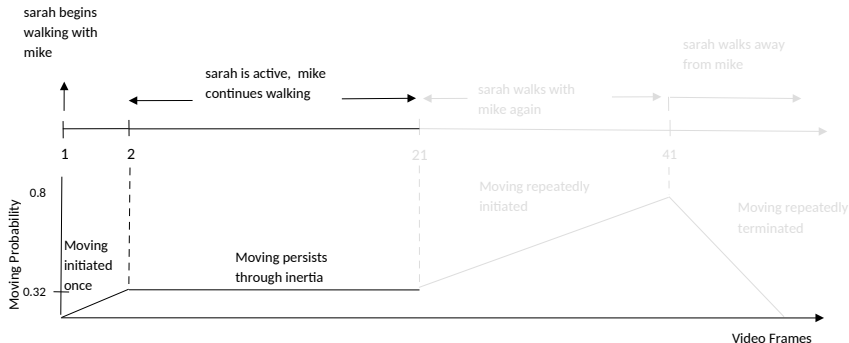 sarah begins
walking with
mike
sarah is active, mike
continues walking
sarah walks with
mike again
sarah walks away
from mike
1
2
21
41
0.8
Moving Probability
0.32
Moving
initiated
once
Moving persists
through inertia
Moving repeatedly
initiated
Moving repeatedly
terminated
Video Frames